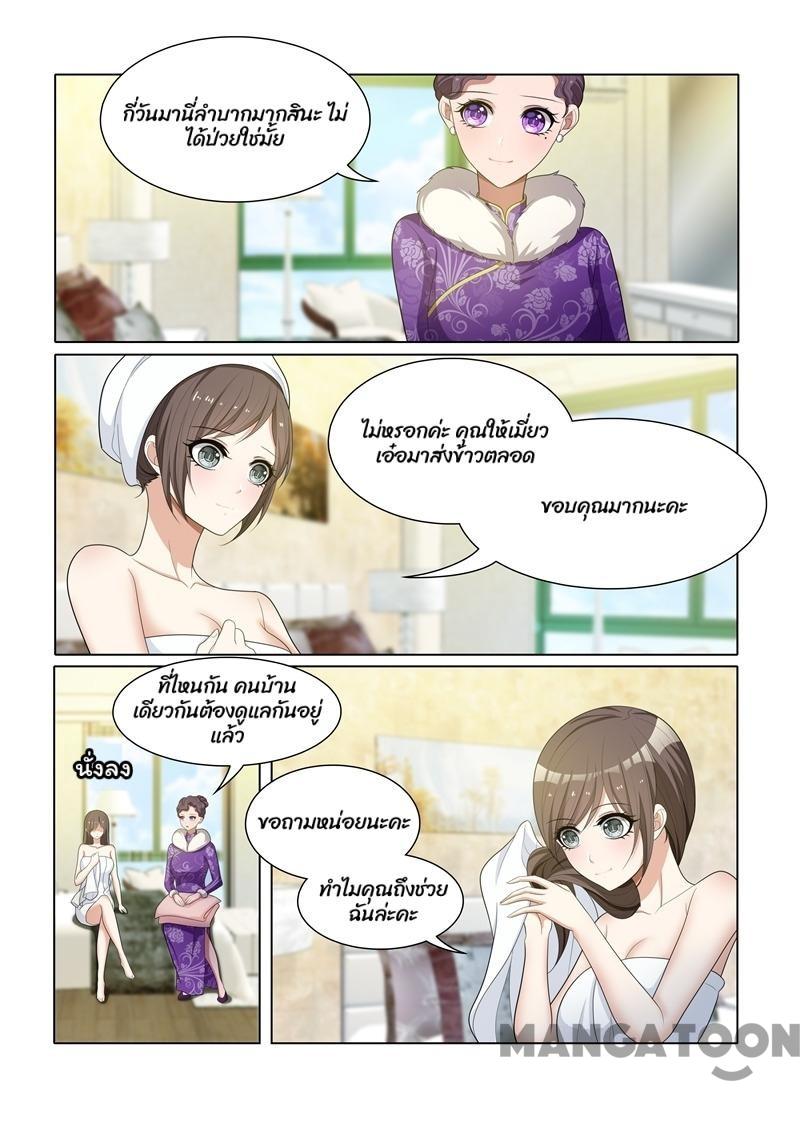 กี่วันมานี่ลำบากมากสินะ ไม่
ได้ป่วยใช่มั้ย
ไม่หรอกค่ะ คุณให้เมี่ยว
เอ๋อมาส่งข้าวตลอด
ขอบคุณมากนะคะ
ที่ไหนกัน คนบ้าน
เดียวกันต้องดูแลกันอยู่
แล้ว
นั่งลง
ขอถามหน่อยนะคะ
ทำไมคุณถึงช่วย
ฉันล่ะคะ
MANGATOON